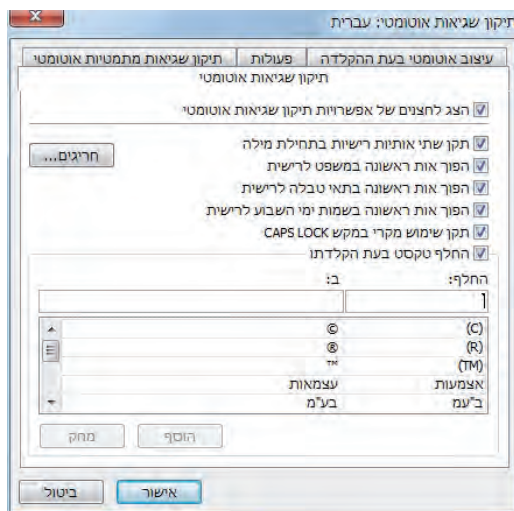 תיקון שגיאות אוטומטי: עברית
עיצוב אוטומטי בעת ההקלדה פעולות תיקון שגיאות מתמטיות אוטומטי
תיקון שגיאות אוטומטי
הצג לחצנים של אפשרויות תיקון שגיאות אוטומטי
תקן שתי אותיות רישיות בתחילת מילה
חריגים...
הפוך אות ראשונה במשפט לרישית
הפוך אות ראשונה בתאי טבלה לרישית
הפוך אות ראשונה בשמות ימי השבוע לרישית
תקן שימוש מקרי במקש CAPS LOCK
החלף טקסט בעת הקלדתו
החלף: ב:
(C) ©
(R) ®
(TM) ™
אצמעות עצמאות
ב"עמ בע"מ
הוסף מחק
אישור ביטול